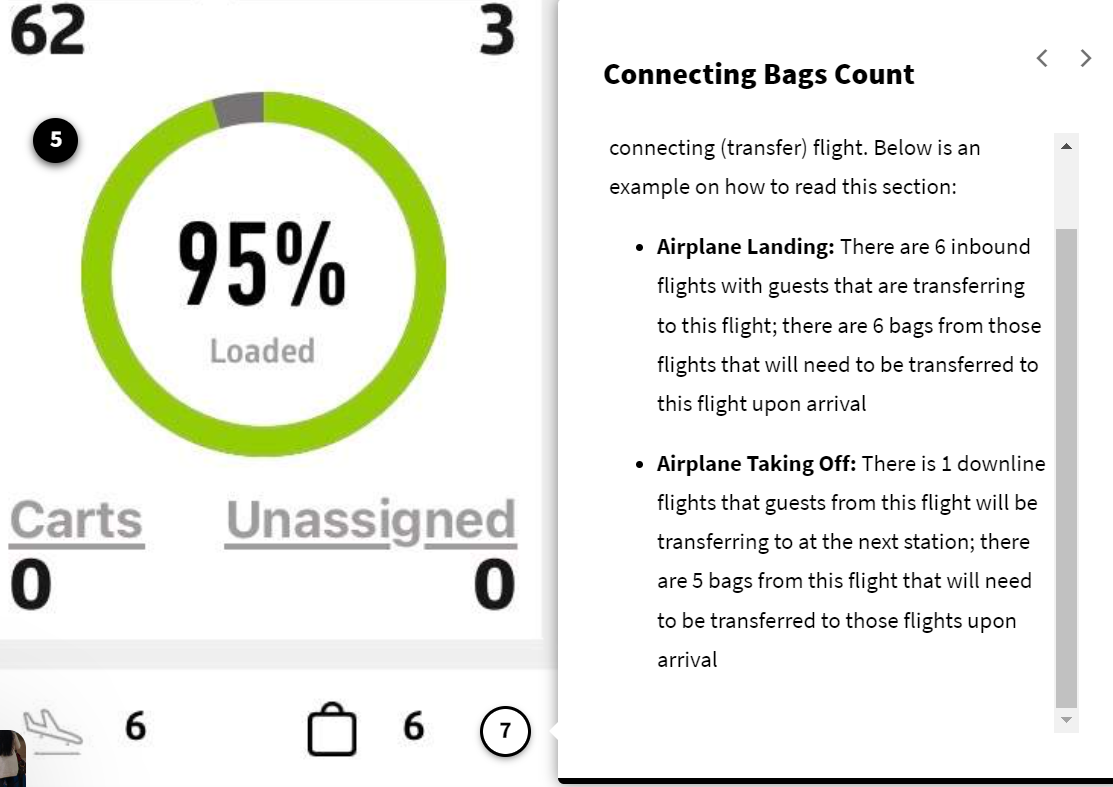 62 3
5
95%
Loaded
Carts Unassigned
0 0
6 6 7
Connecting Bags Count
connecting (transfer) flight. Below is an
example on how to read this section:
• Airplane Landing: There are 6 inbound
flights with guests that are transferring
to this flight; there are 6 bags from those
flights that will need to be transferred to
this flight upon arrival
• Airplane Taking Off: There is 1 downline
flights that guests from this flight will be
transferring to at the next station; there
are 5 bags from this flight that will need
to be transferred to those flights upon
arrival